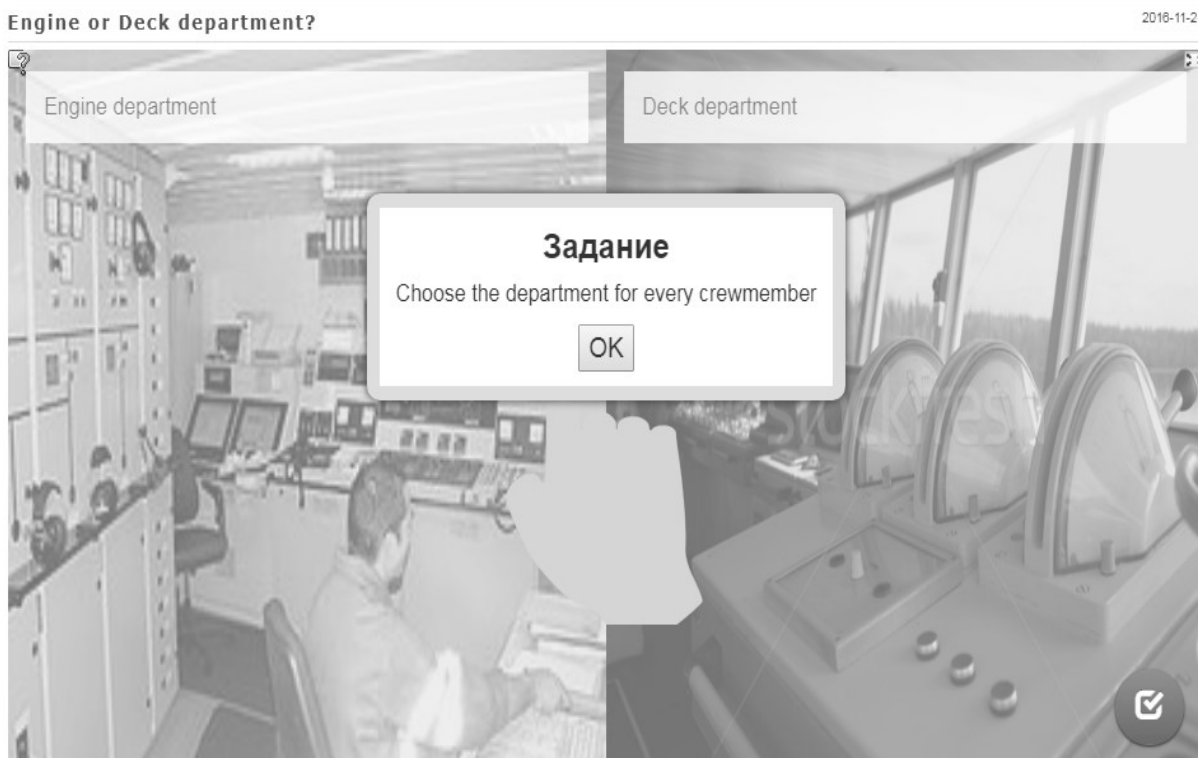 Engine or Deck department?
2016-11-2
Engine department
Deck department
Задание
Choose the department for every crewmember
OK